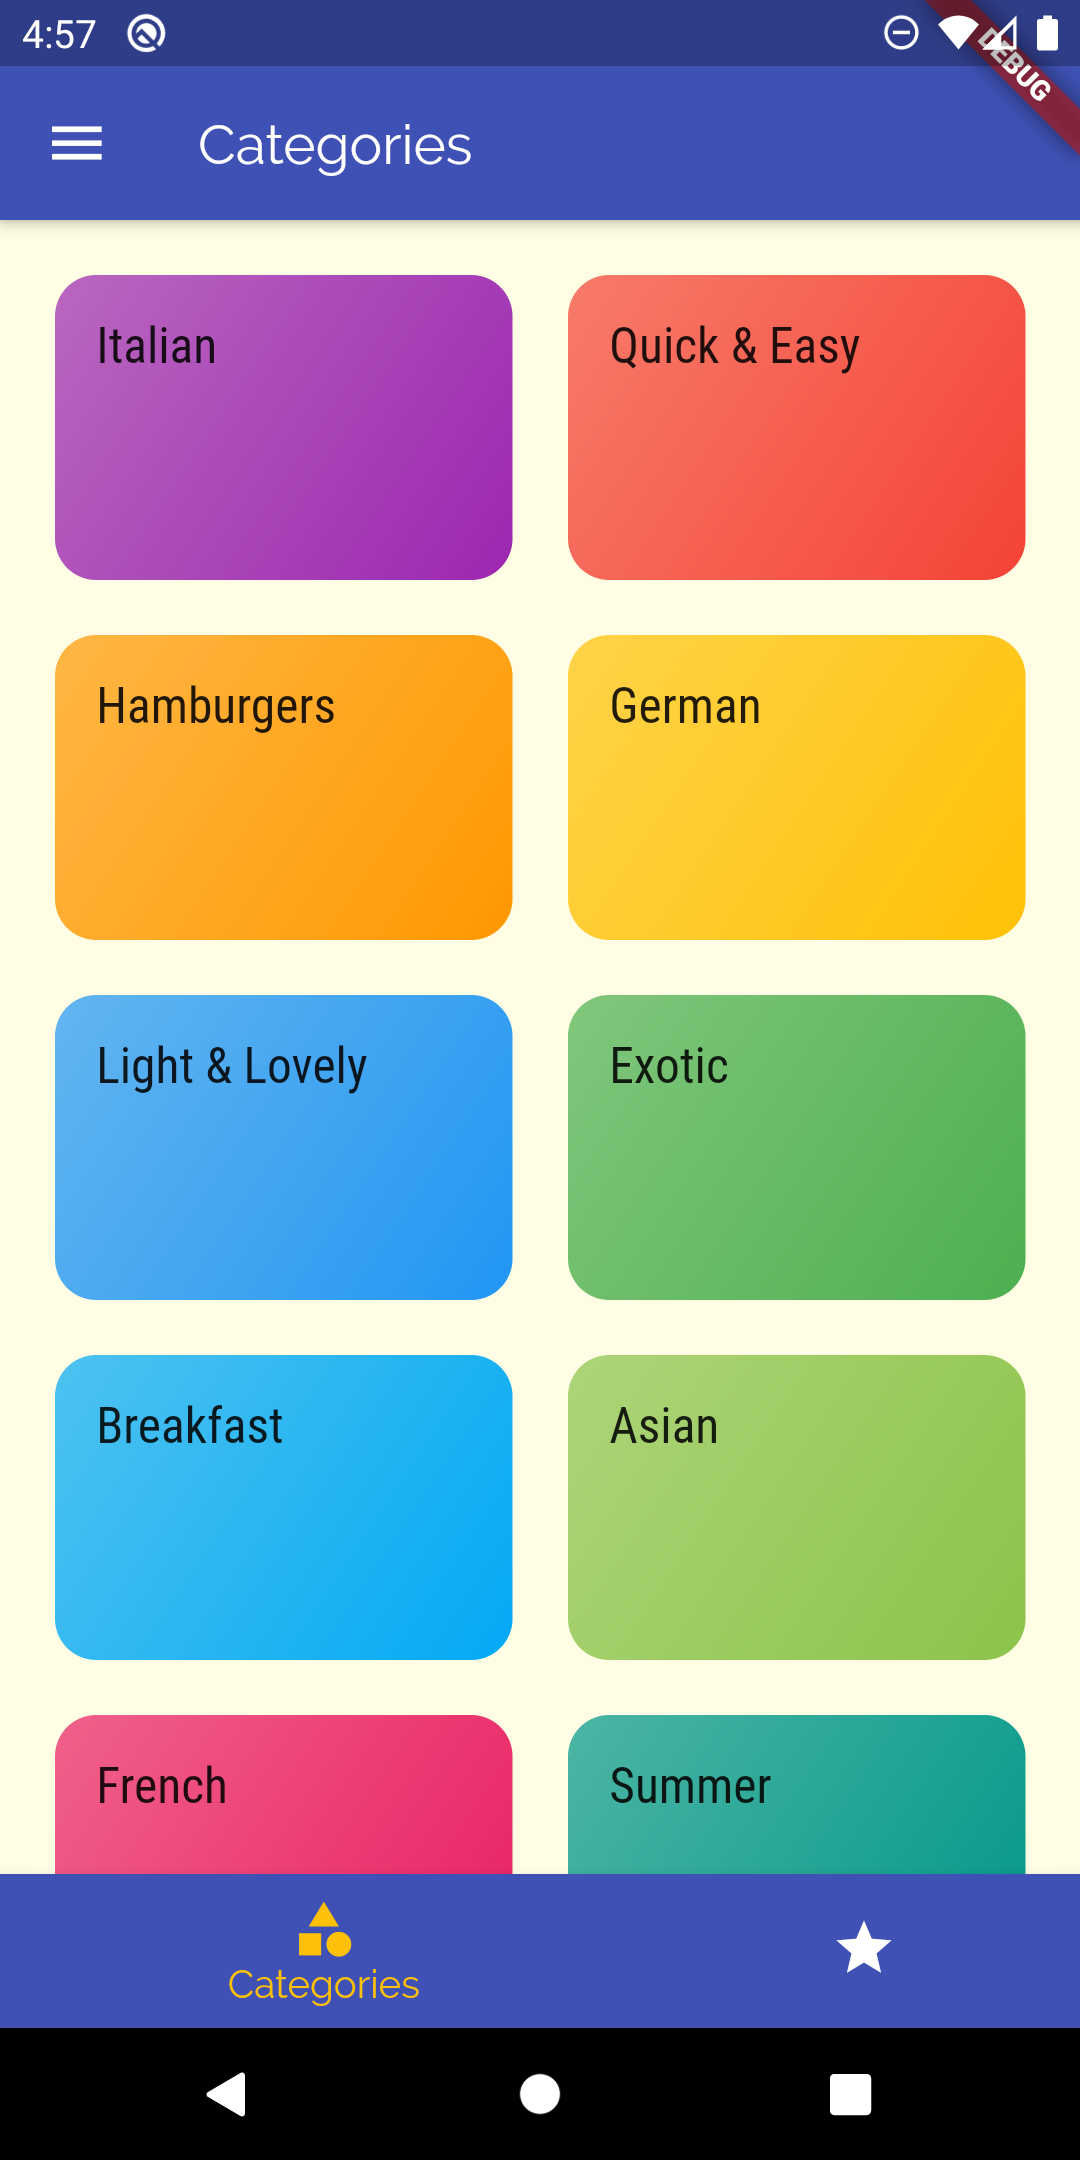 4:57
DEBUG
Categories
Italian
Quick & Easy
Hamburgers
German
Light & Lovely
Exotic
Breakfast
Asian
French
Summer
Categories